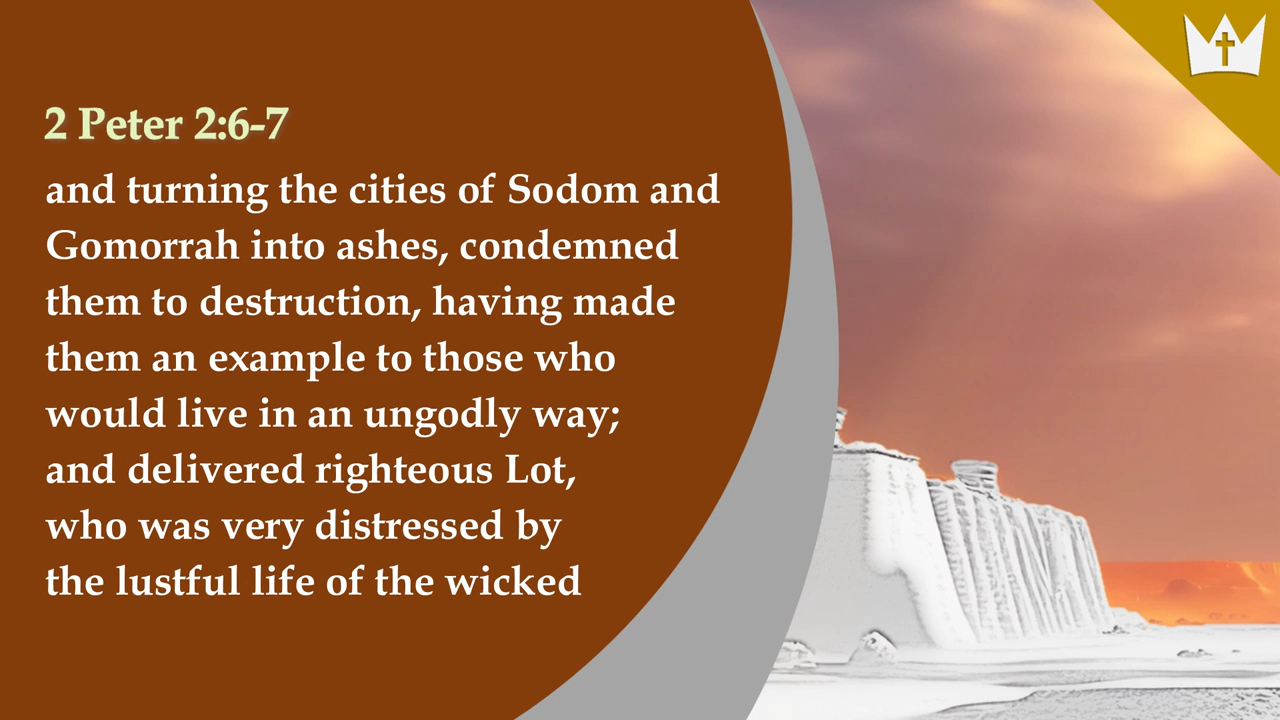 2 Peter 2:6-7
and turning the cities of Sodom and
Gomorrah into ashes, condemned
them to destruction, having made
them an example to those who
would live in an ungodly way;
and delivered righteous Lot,
who was very distressed by
the lustful life of the wicked